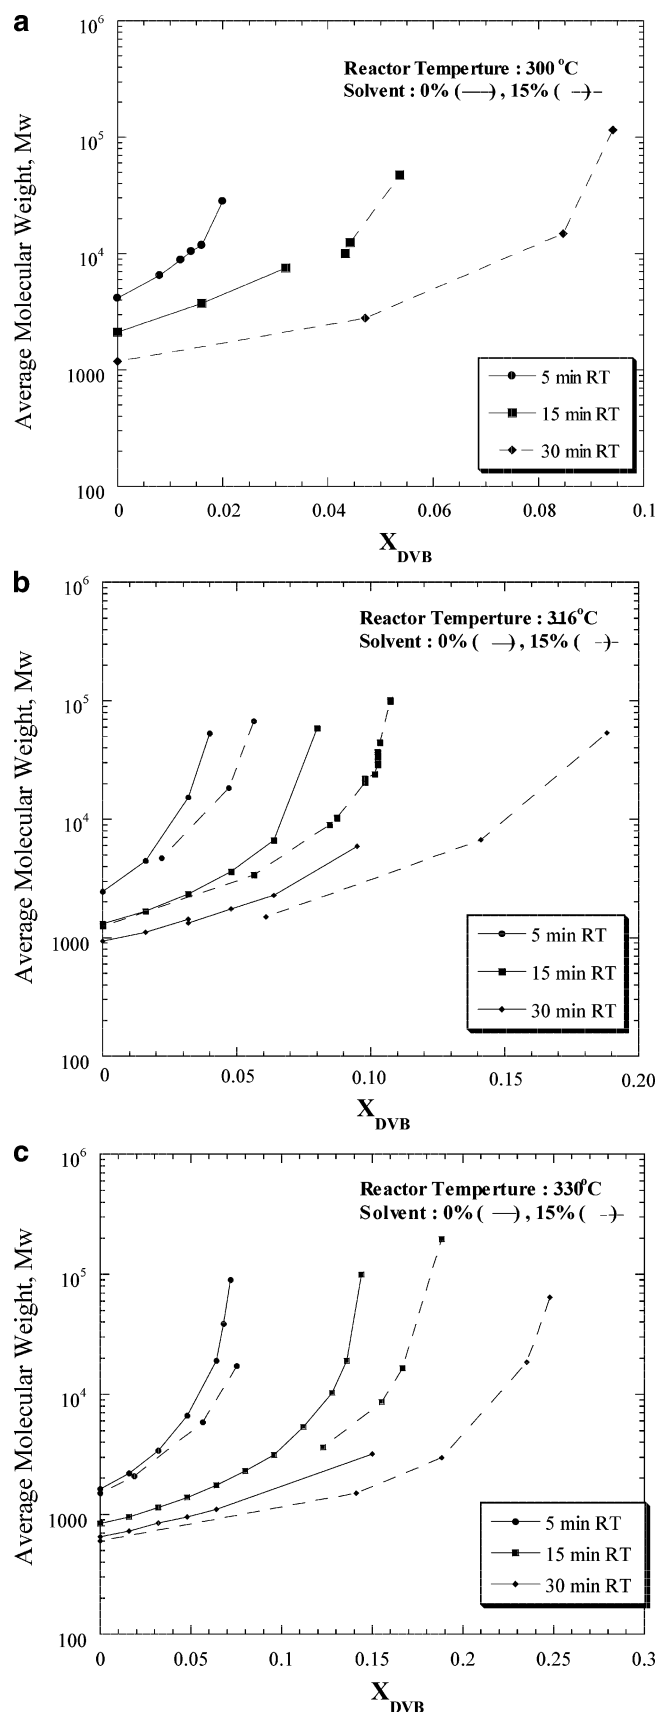 a
10^6
Reactor Temperture : 300 °C
Solvent : 0% ( ), 15% ( )
10^5
10^4
1000
100
Average Molecular Weight, Mw
5 min RT
15 min RT
30 min RT
0 0.02 0.04 0.06 0.08 0.1
X_DVB
b
10^6
Reactor Temperture : 316°C
Solvent : 0% ( ), 15% ( )
10^5
10^4
1000
100
Average Molecular Weight, Mw
5 min RT
15 min RT
30 min RT
0 0.05 0.10 0.15 0.20
X_DVB
c
10^6
Reactor Temperture : 330°C
Solvent : 0% ( ), 15% ( )
10^5
10^4
1000
100
Average Molecular Weight, Mw
5 min RT
15 min RT
30 min RT
0 0.05 0.1 0.15 0.2 0.25 0.3
X_DVB